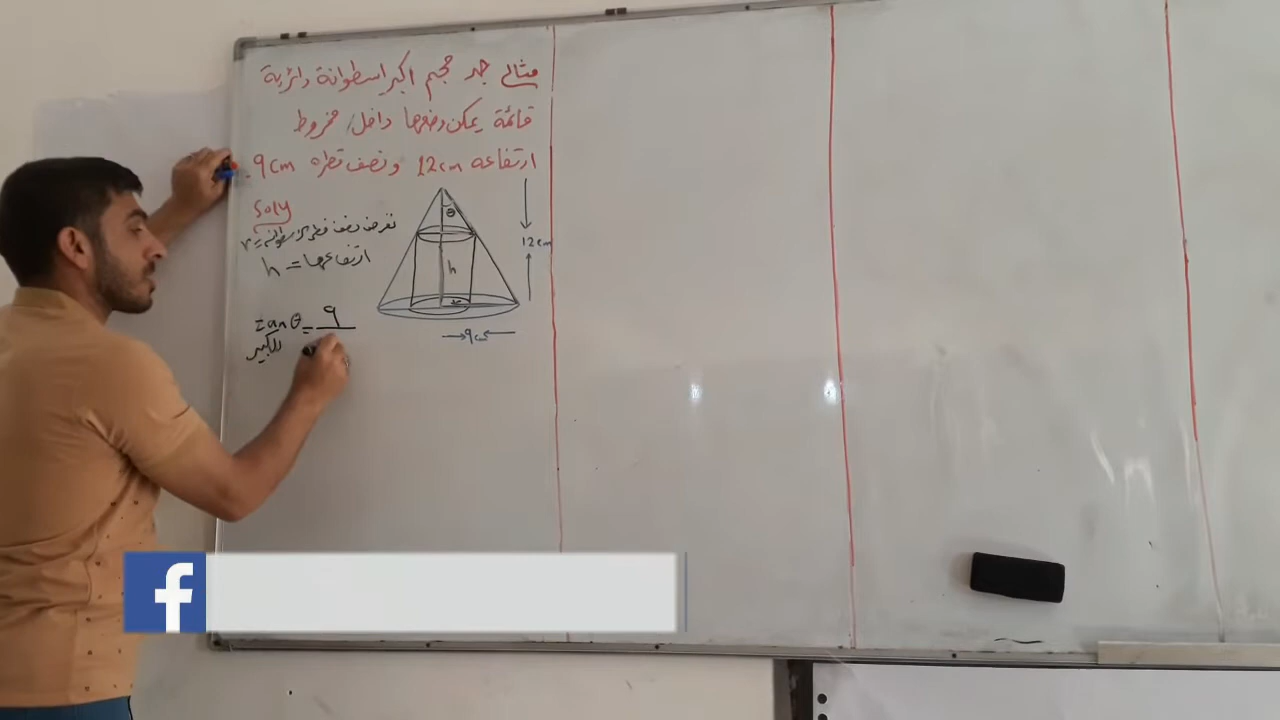 مثال جد حجم اكبر اسطوانة دائرية
قائمة يمكن وضعها داخل مخروط
ارتفاعه 12cm ونصف قطره 9cm.
Soly
نفرض نصف قطر الاسطوانة = r
ارتفاعها = h
tan θ = 9
للكبير
θ
h
r
12cm
9cm
f